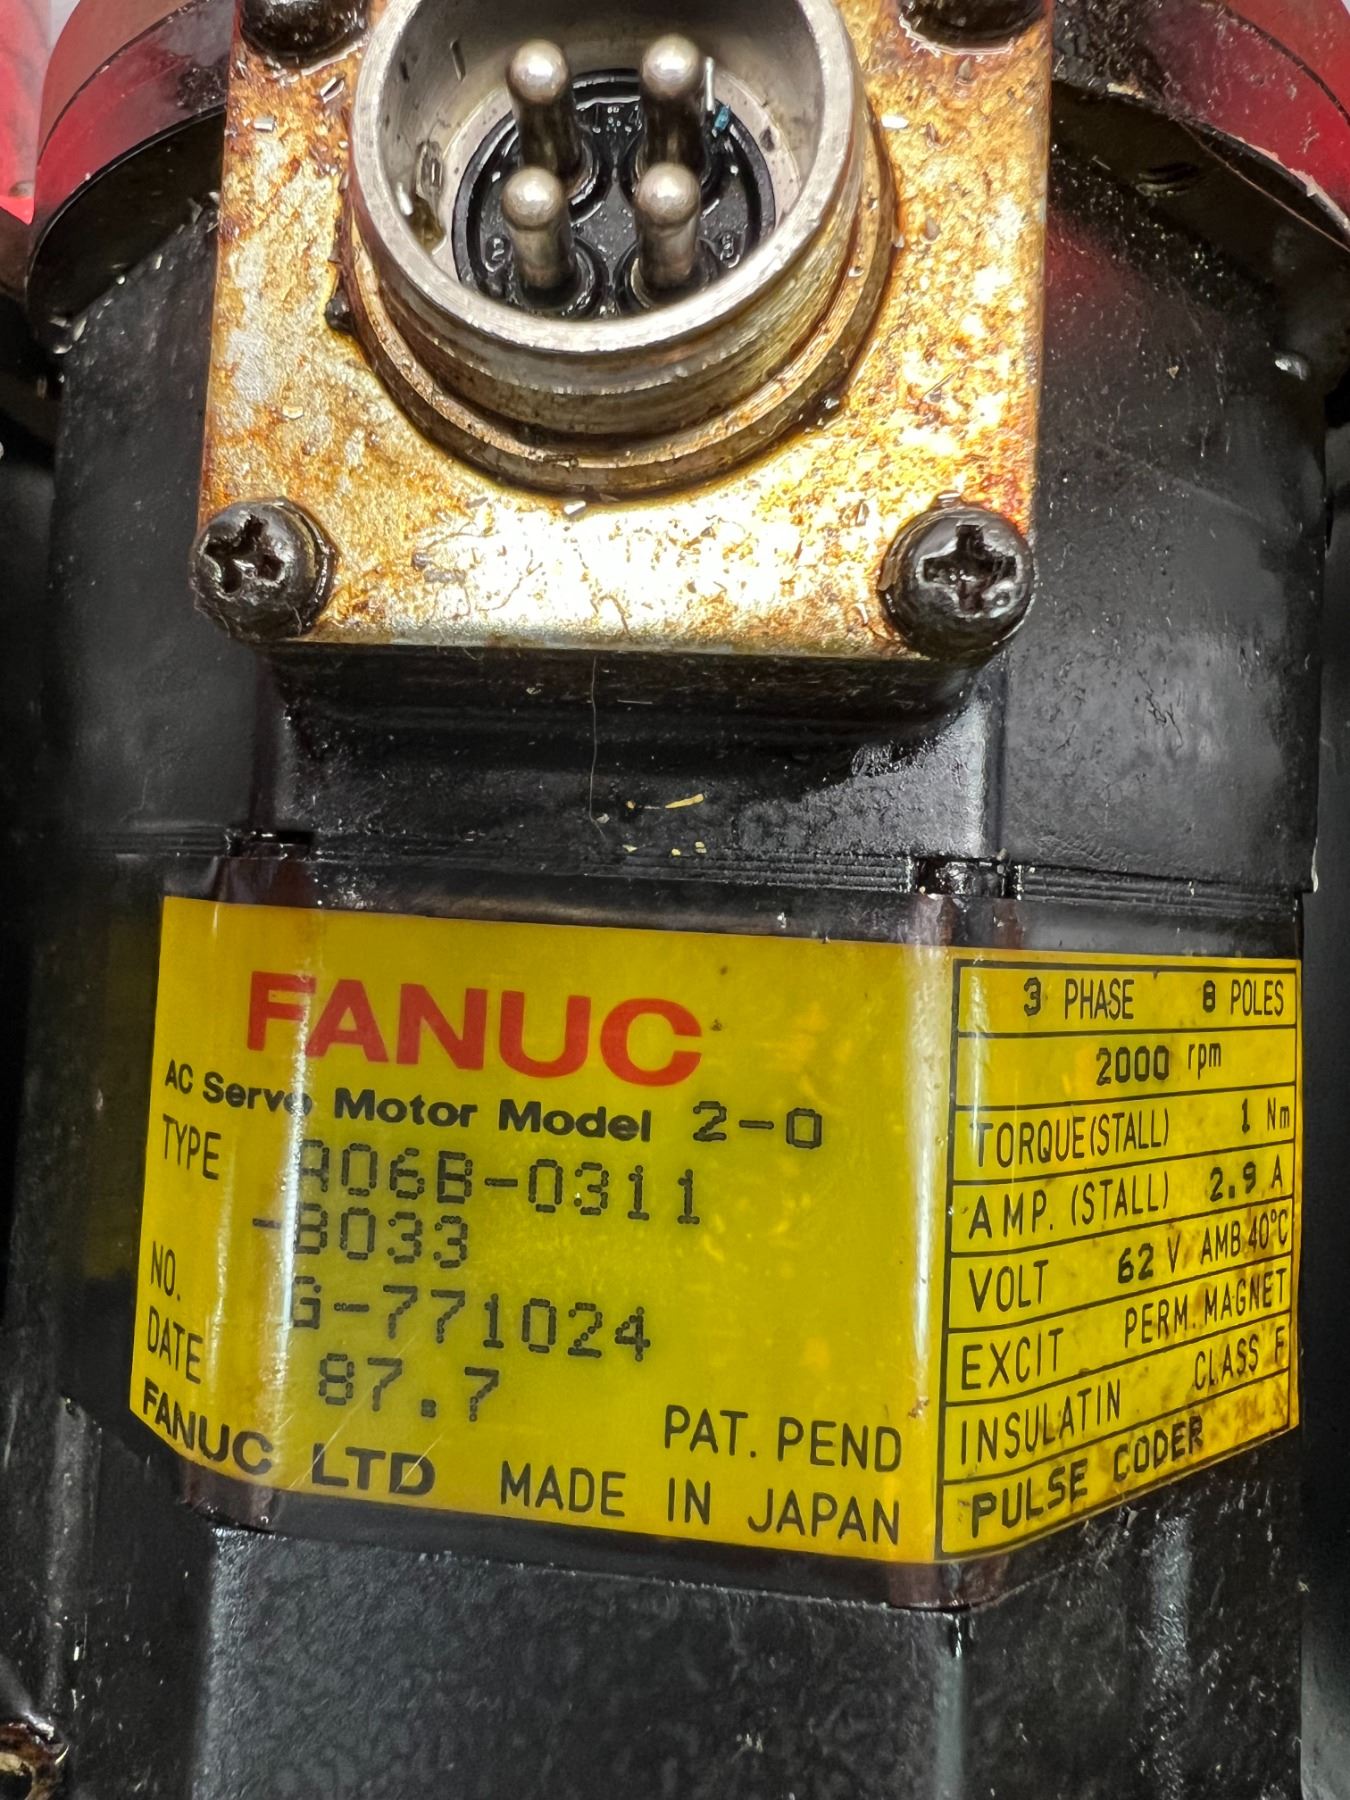 FANUC
AC Servo Motor Model 2-0
TYPE A06B-0311
-B033
NO. G-771024
DATE 87.7
PAT. PEND
FANUC LTD MADE IN JAPAN
3 PHASE 8 POLES
2000 rpm
TORQUE(STALL) 1 Nm
AMP. (STALL) 2.9 A
VOLT 62 V AMB 40°C
EXCIT PERM. MAGNET
INSULATIN CLASS F
PULSE CODER